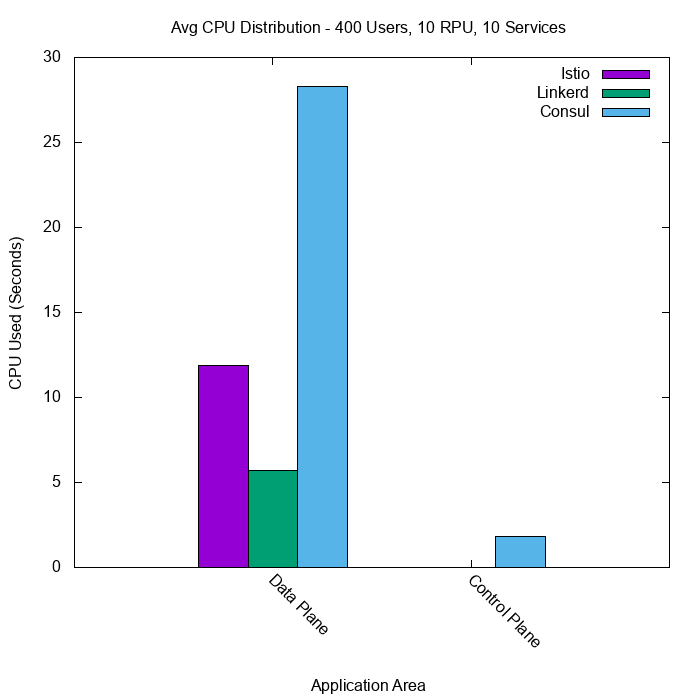 Avg CPU Distribution - 400 Users, 10 RPU, 10 Services
Istio
Linkerd
Consul
30
25
20
15
10
5
0
CPU Used (Seconds)
Data Plane
Control Plane
Application Area